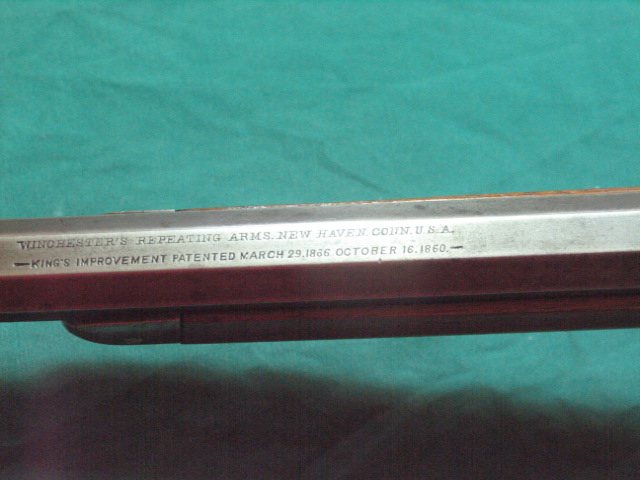 WINCHESTER'S REPEATING ARMS. NEW HAVEN. CONN. U.S.A.
—KING'S IMPROVEMENT PATENTED MARCH 29, 1866 OCTOBER 16, 1860.—